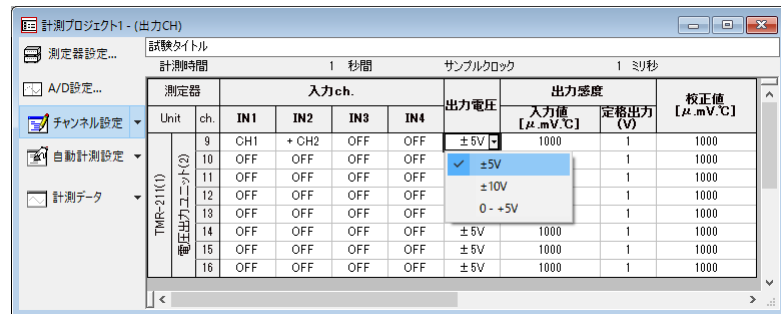 計測プロジェクト1 - (出力CH)
測定器設定...
A/D設定...
チャンネル設定
自動計測設定
計測データ
試験タイトル
計測時間 1 秒間 サンプルクロック 1 ミリ秒
測定器 入力ch. 出力電圧 出力感度 校正値 [μ.mV.℃]
Unit ch. IN1 IN2 IN3 IN4 入力値 [μ.mV.℃] 定格出力 (V)
TMR-211(1)
電圧出力ユニット(2)
9 CH1 + CH2 OFF OFF ±5V 1000 1 1000
10 OFF OFF OFF OFF 1 1000
11 OFF OFF OFF OFF 1 1000
12 OFF OFF OFF OFF 1 1000
13 OFF OFF OFF OFF 1 1000
14 OFF OFF OFF OFF ±5V 1000 1 1000
15 OFF OFF OFF OFF ±5V 1000 1 1000
16 OFF OFF OFF OFF ±5V 1000 1 1000
±5V
±10V
0 - +5V